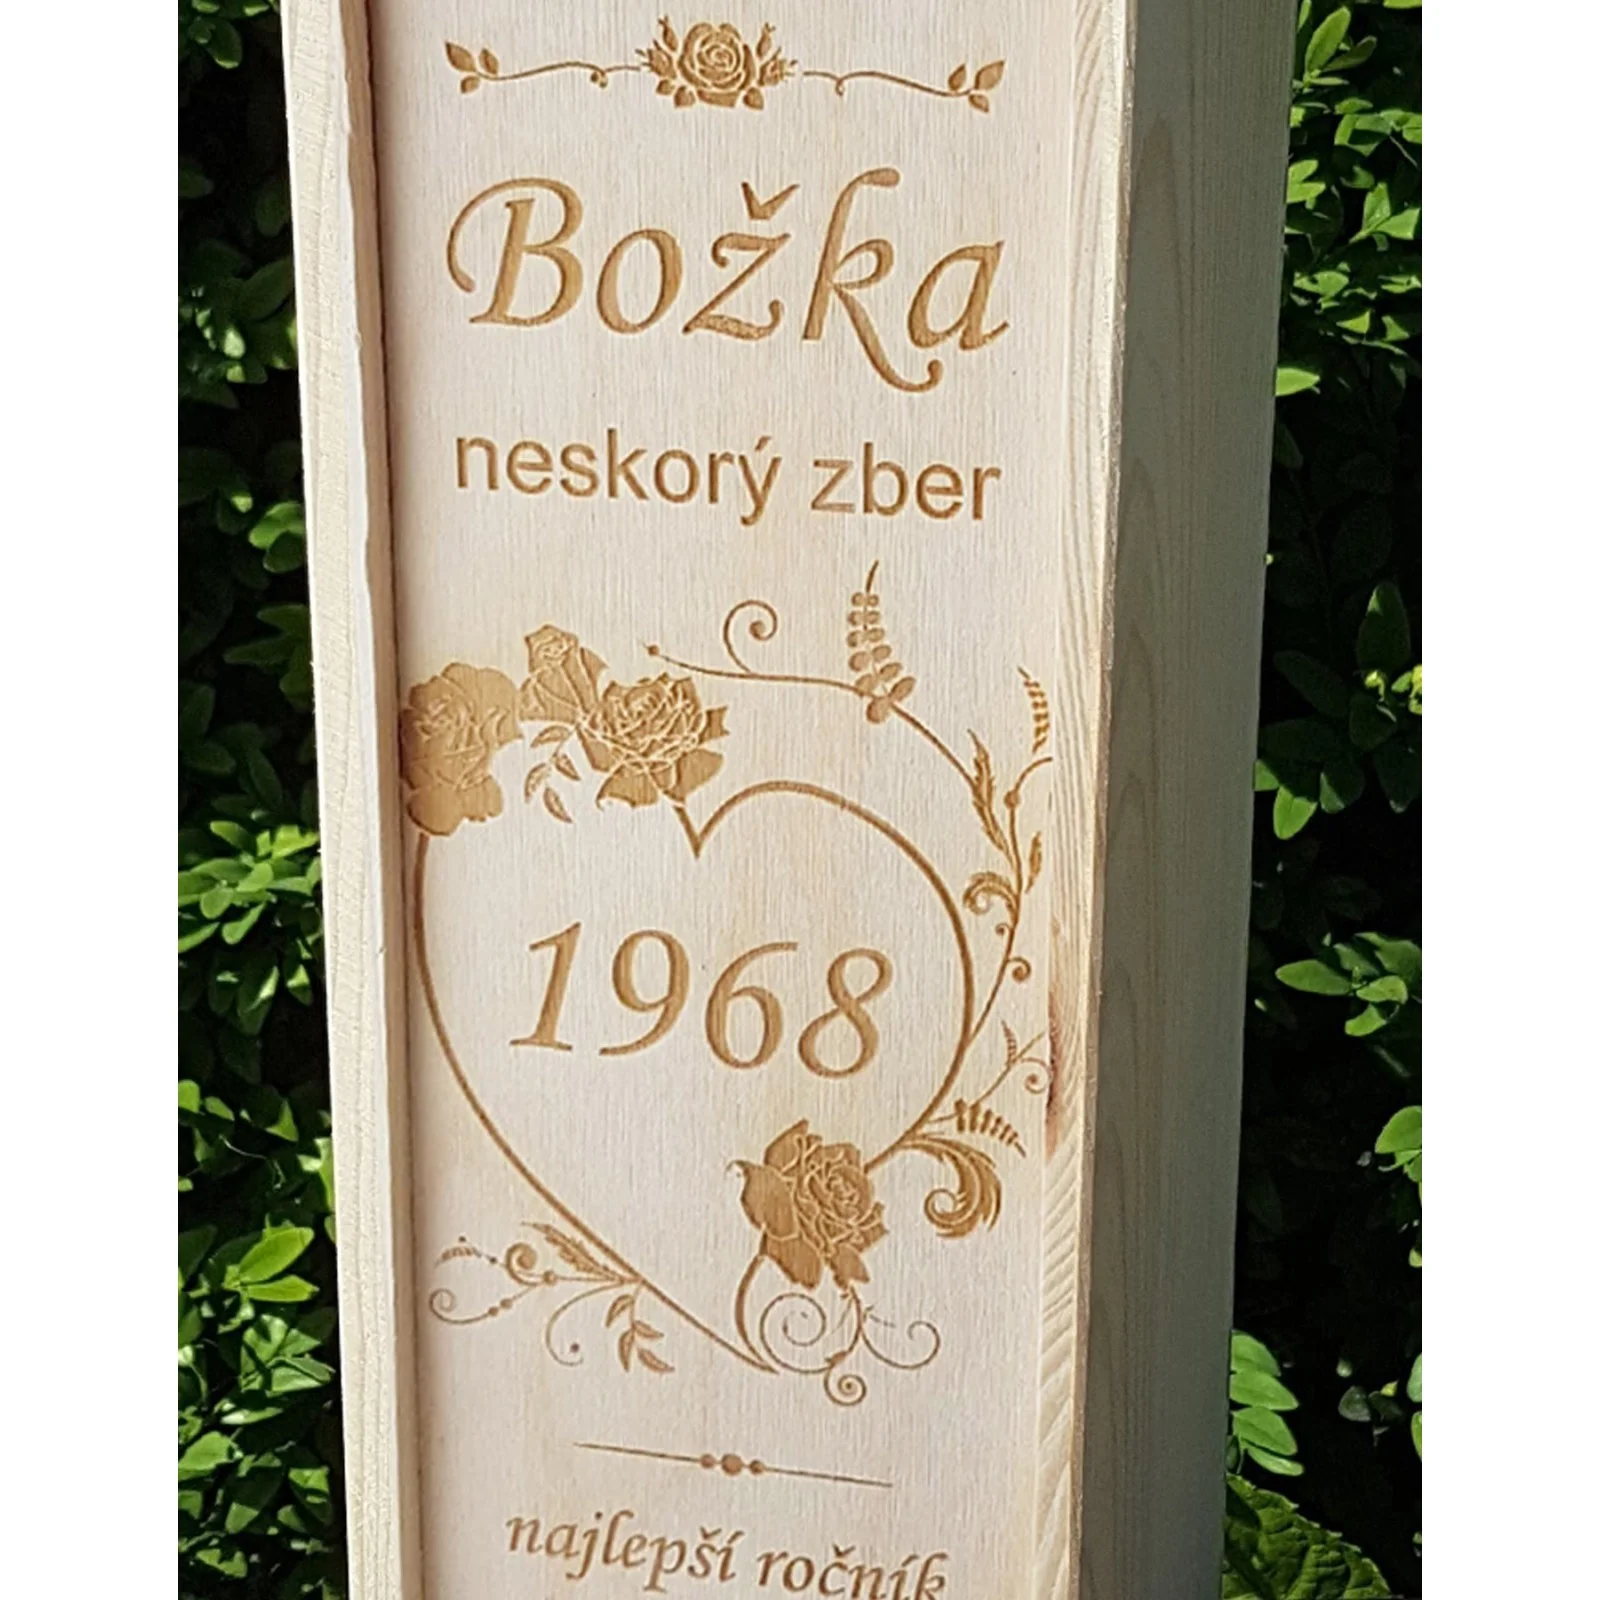 Božka
neskorý zber
1968
najlepší ročník